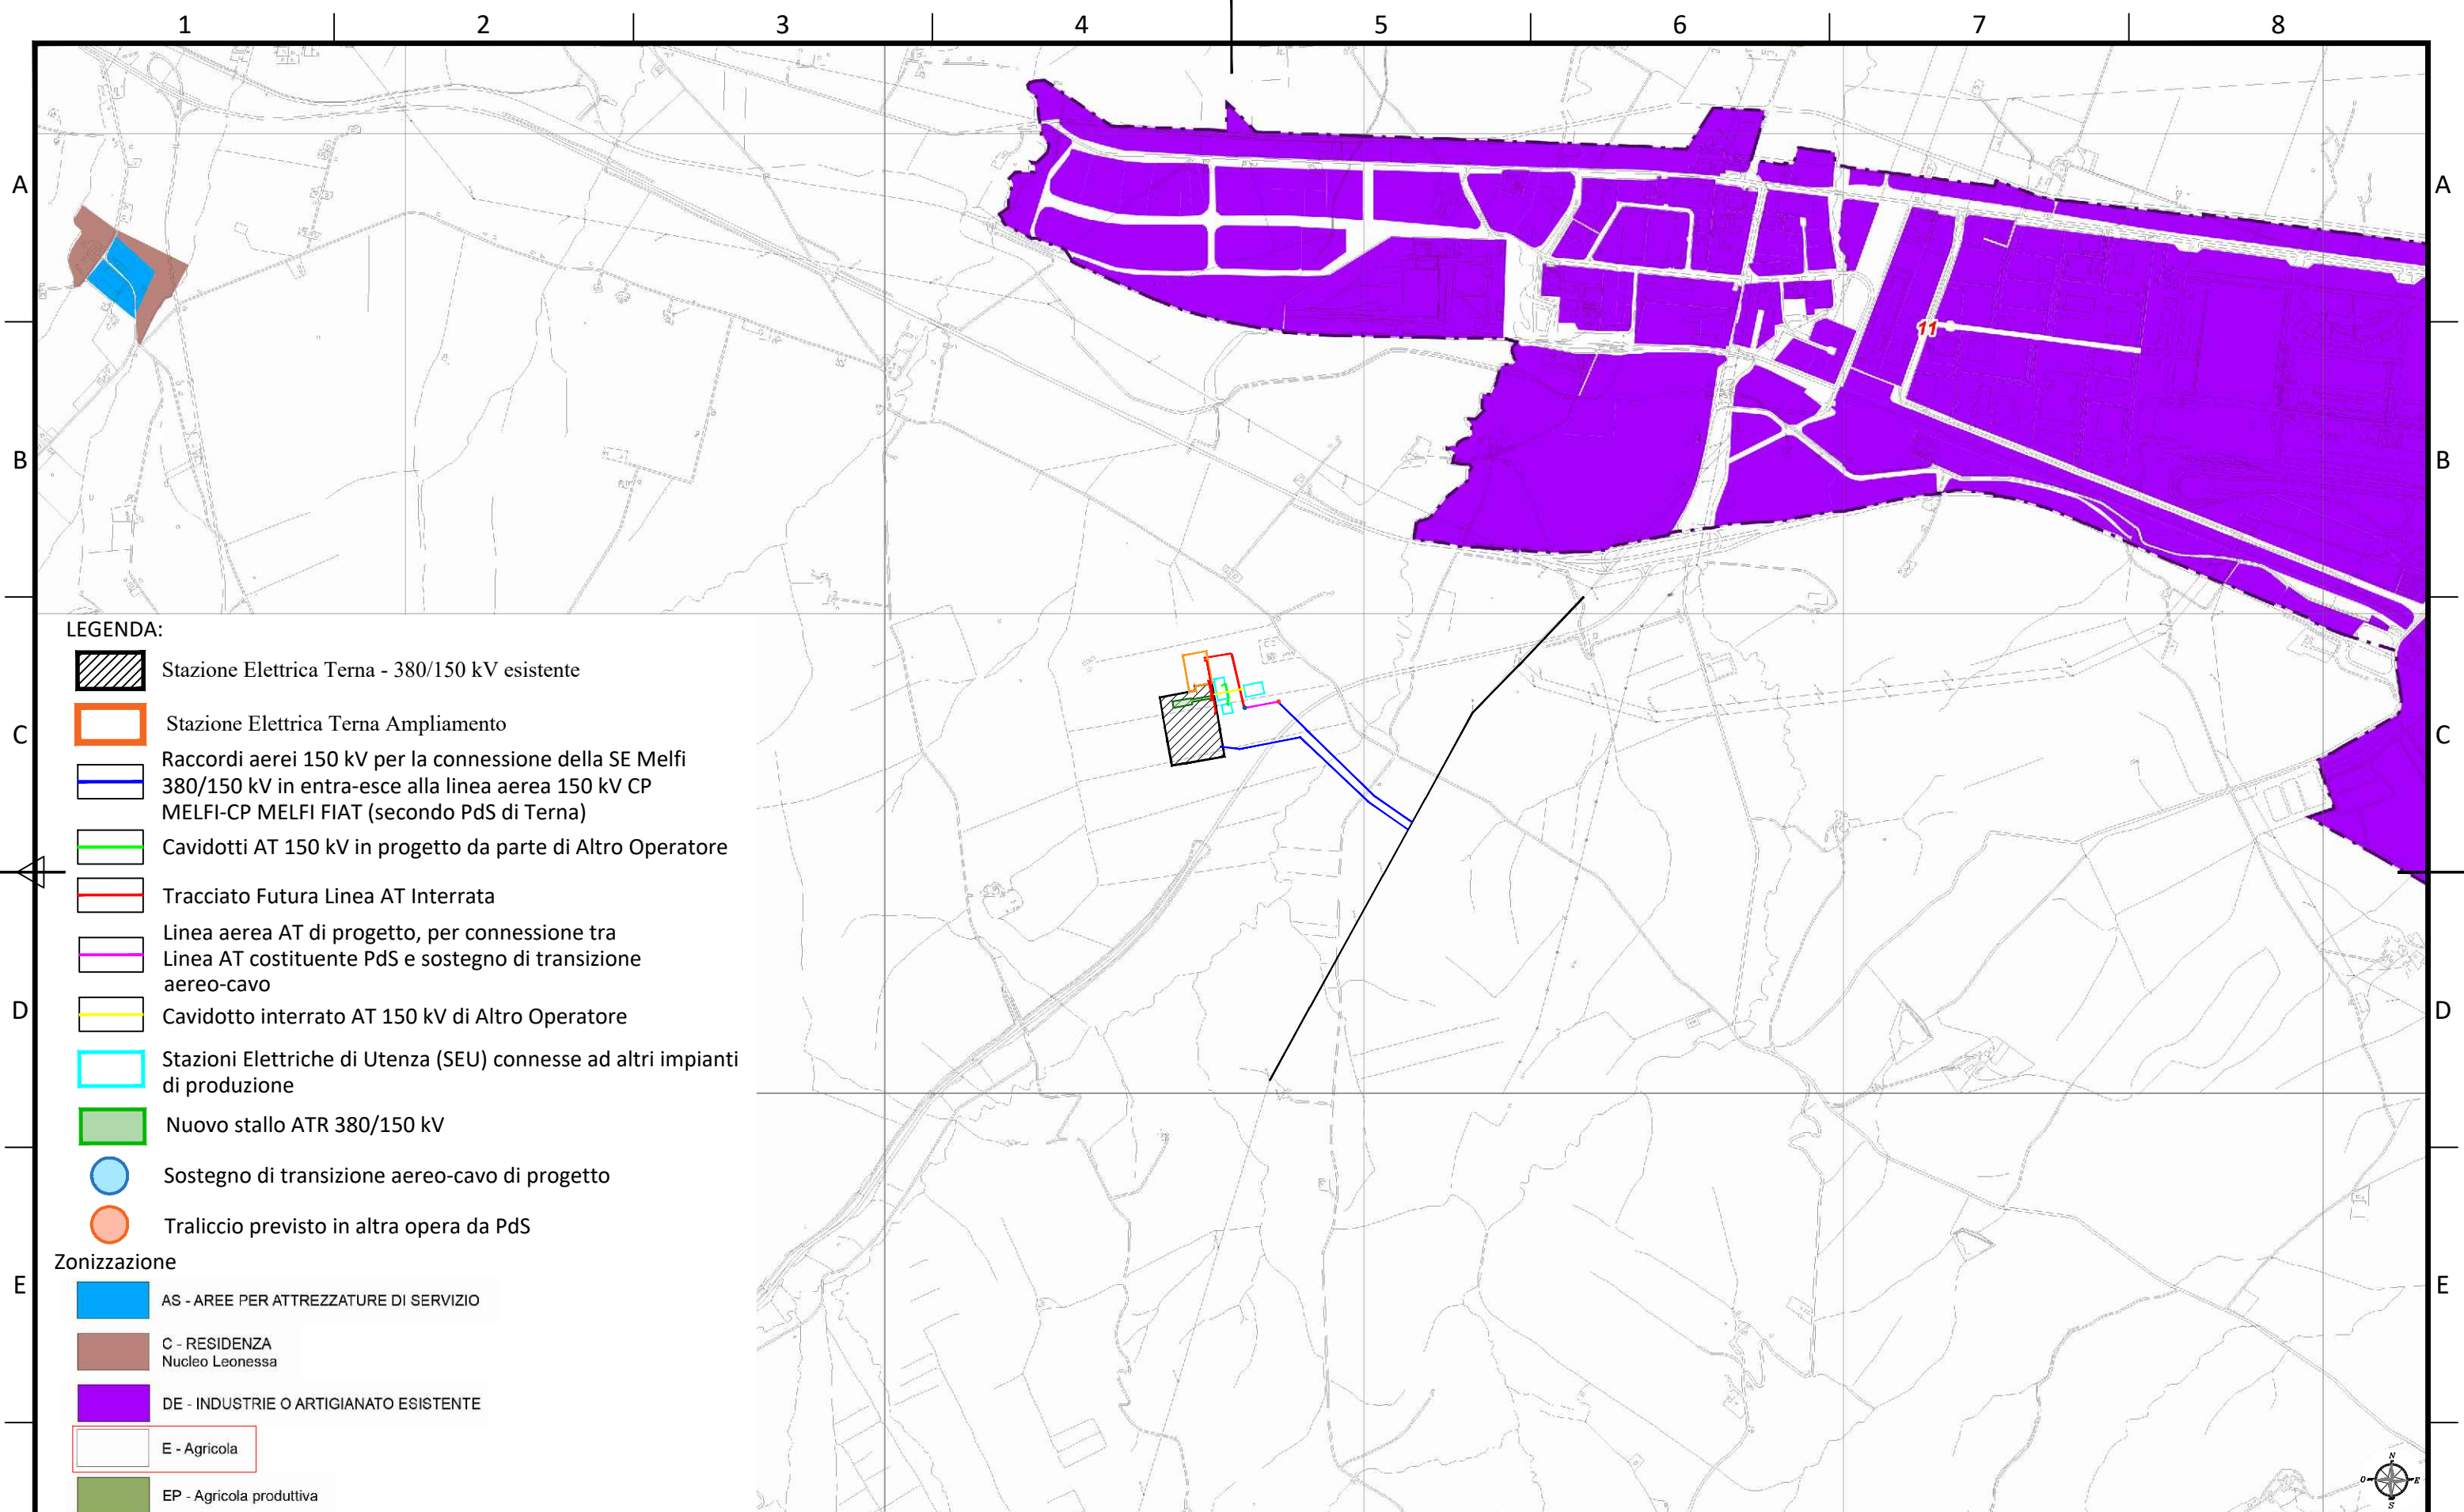 1 2 3 4 5 6 7 8
A A
11
B B
LEGENDA:
Stazione Elettrica Terna - 380/150 kV esistente
Stazione Elettrica Terna Ampliamento
C C
Raccordi aerei 150 kV per la connessione della SE Melfi
380/150 kV in entra-esce alla linea aerea 150 kV CP
MELFI-CP MELFI FIAT (secondo PdS di Terna)
Cavidotti AT 150 kV in progetto da parte di Altro Operatore
Tracciato Futura Linea AT Interrata
Linea aerea AT di progetto, per connessione tra
Linea AT costituente PdS e sostegno di transizione
aereo-cavo
D D
Cavidotto interrato AT 150 kV di Altro Operatore
Stazioni Elettriche di Utenza (SEU) connesse ad altri impianti
di produzione
Nuovo stallo ATR 380/150 kV
Sostegno di transizione aereo-cavo di progetto
Traliccio previsto in altra opera da PdS
Zonizzazione
E E
AS - AREE PER ATTREZZATURE DI SERVIZIO
C - RESIDENZA
Nucleo Leonessa
DE - INDUSTRIE O ARTIGIANATO ESISTENTE
E - Agricola
EP - Agricola produttiva
N
O E
S